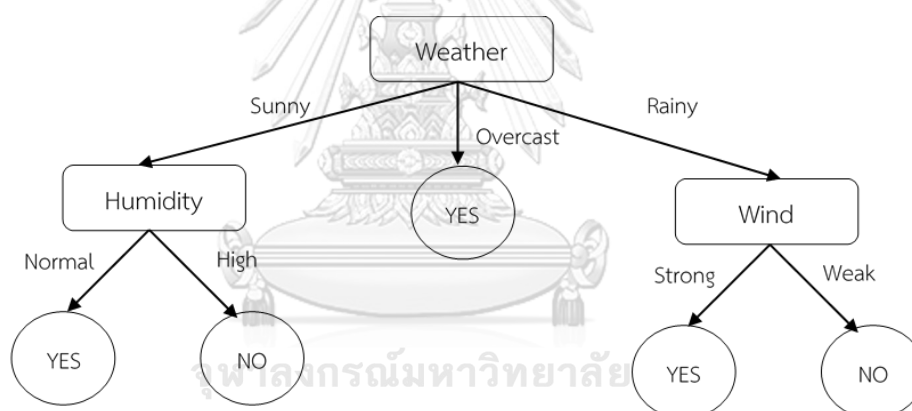 Weather
Sunny
Overcast
Rainy
Humidity
YES
Wind
Normal
High
Strong
Weak
YES
NO
YES
NO
จุฬาลงกรณ์มหาวิทยาลัย